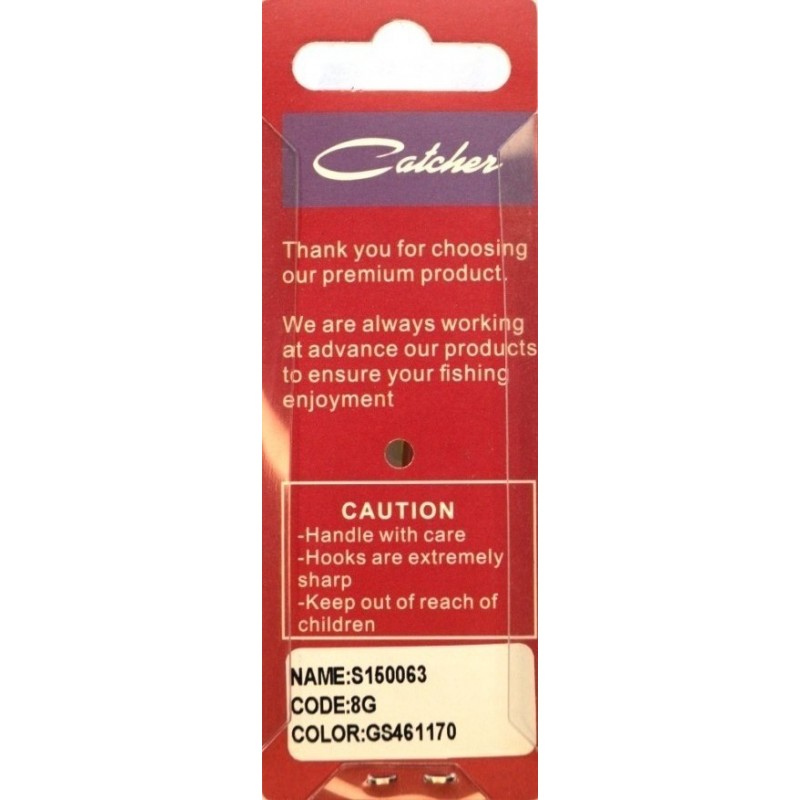 Catcher
Thank you for choosing
our premium product.
We are always working
at advance our products
to ensure your fishing
enjoyment
CAUTION
-Handle with care
-Hooks are extremely
sharp
-Keep out of reach of
children
NAME:S150063
CODE:8G
COLOR:GS461170